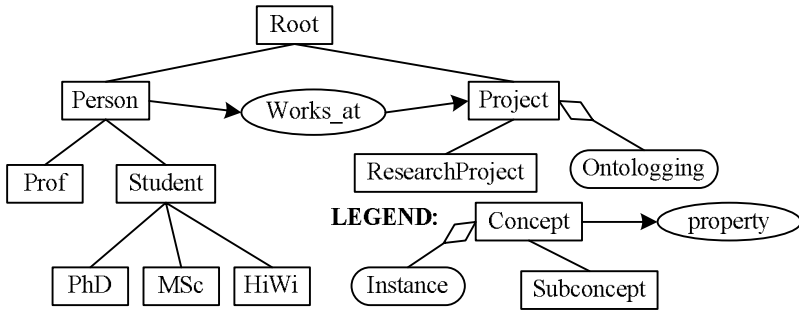 Root
Person
Works_at
Project
Prof
Student
ResearchProject
Ontologging
PhD
MSc
HiWi
LEGEND:
Concept
property
Instance
Subconcept